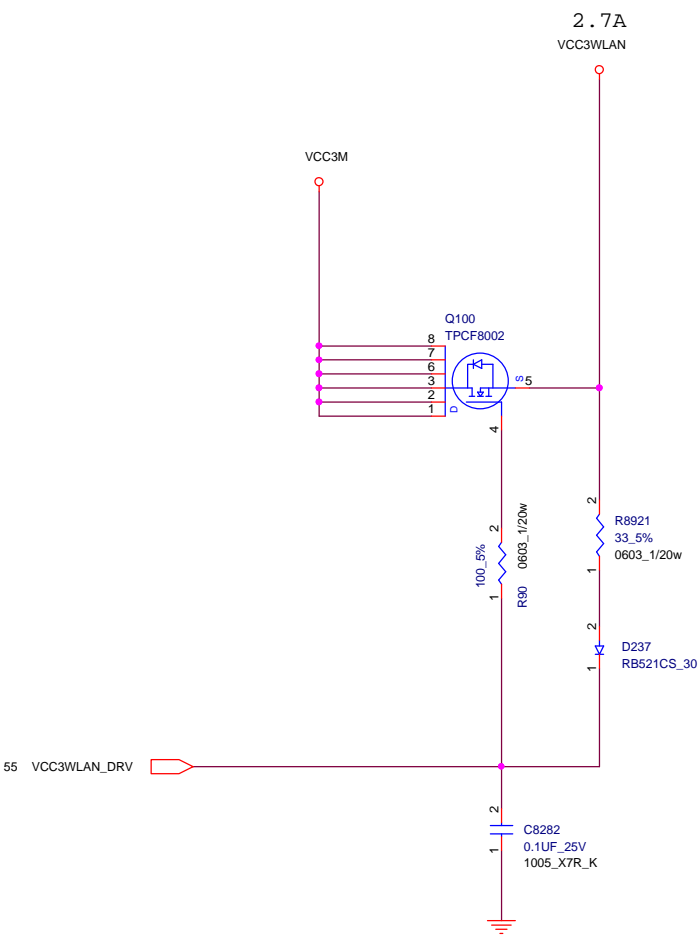 2.7A
VCC3WLAN
VCC3M
Q100
TPCF8002
8
7
6
3
2
1
D
S
5
4
2
1
100_5%
R90
0603_1/20w
2
1
R8921
33_5%
0603_1/20w
2
1
D237
RB521CS_30
55 VCC3WLAN_DRV
2
1
C8282
0.1UF_25V
1005_X7R_K